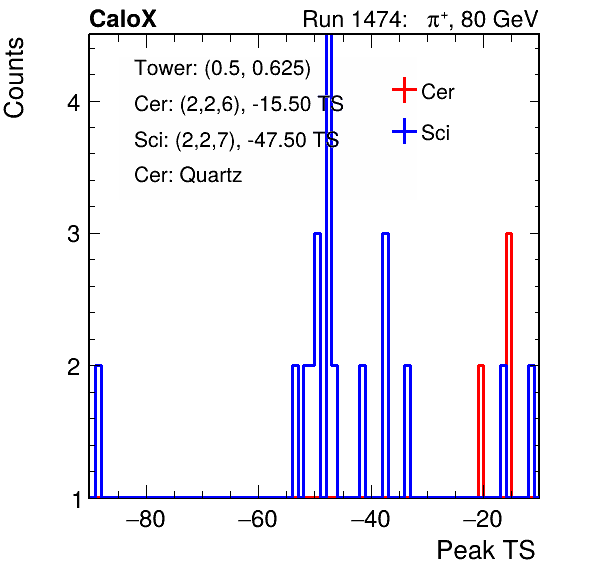 CaloX Run 1474: π⁺, 80 GeV
Counts
Tower: (0.5, 0.625)
Cer: (2,2,6), -15.50 TS
Sci: (2,2,7), -47.50 TS
Cer: Quartz
Cer
Sci
4
3
2
1
−80 −60 −40 −20
Peak TS